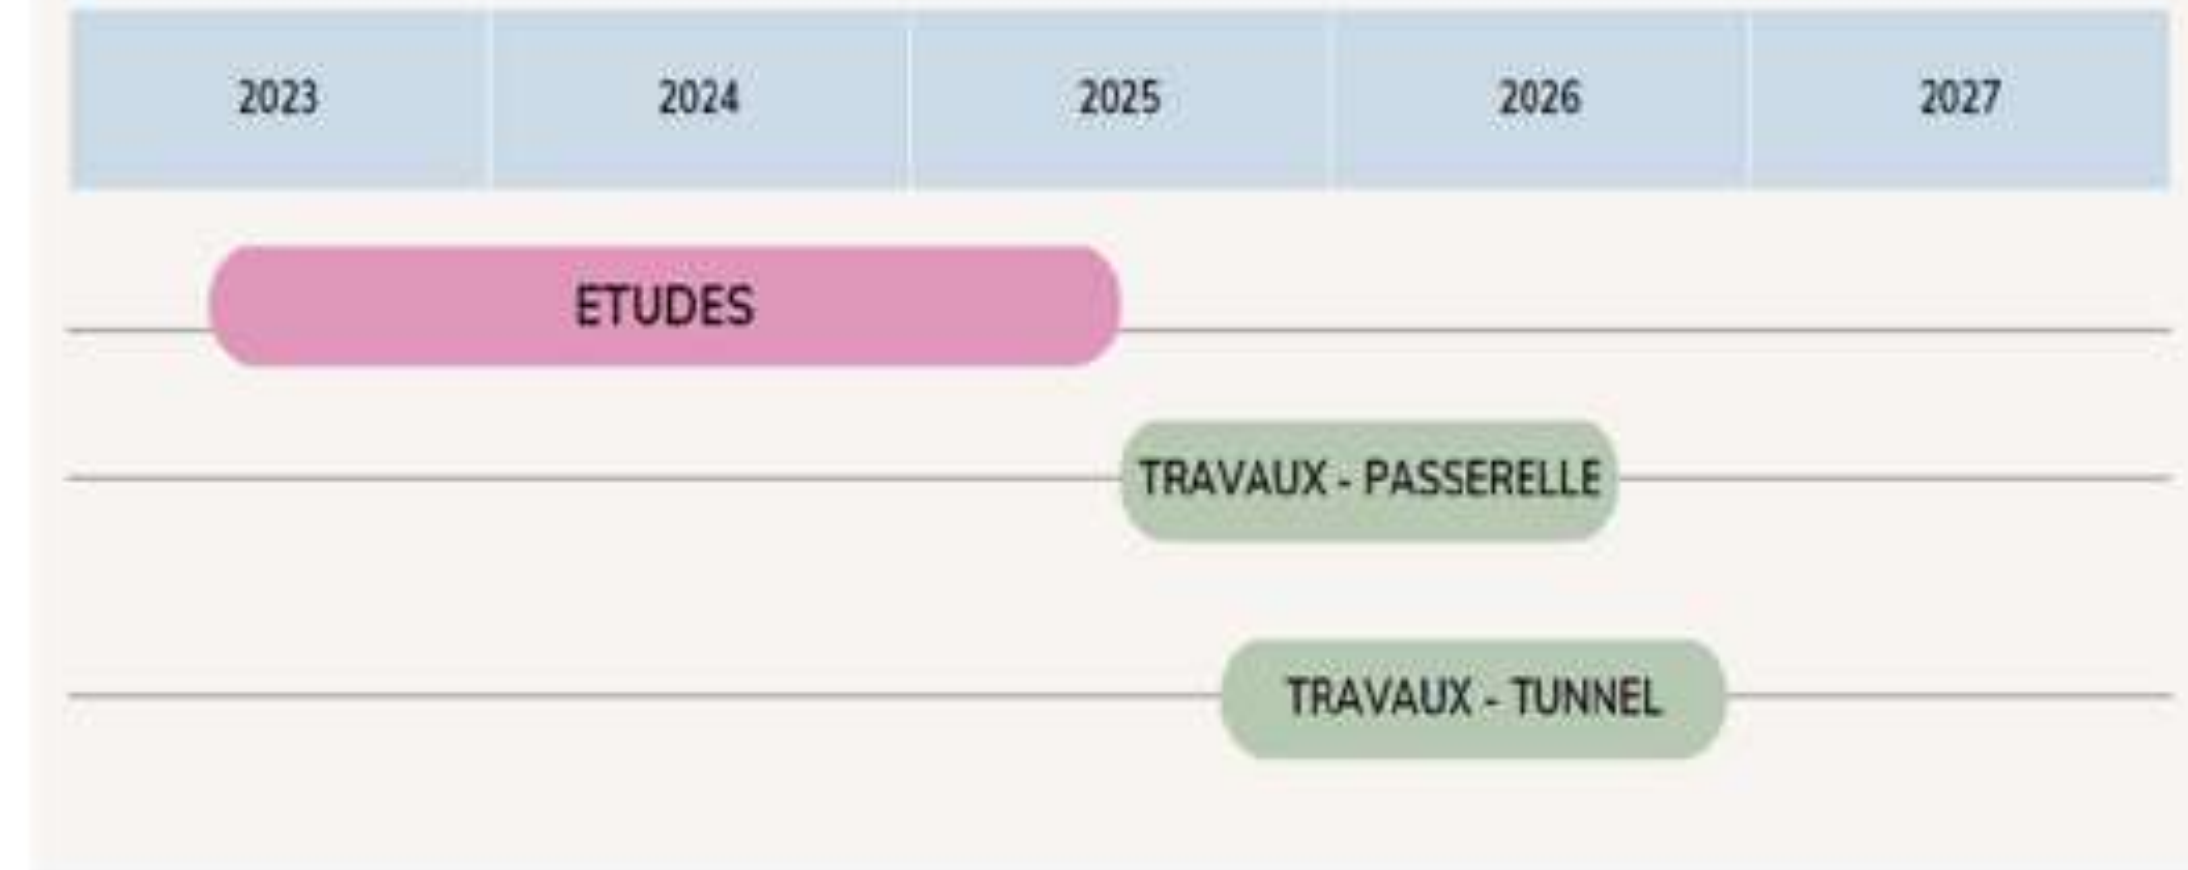 2023 2024 2025 2026 2027
ETUDES
TRAVAUX - PASSERELLE
TRAVAUX - TUNNEL